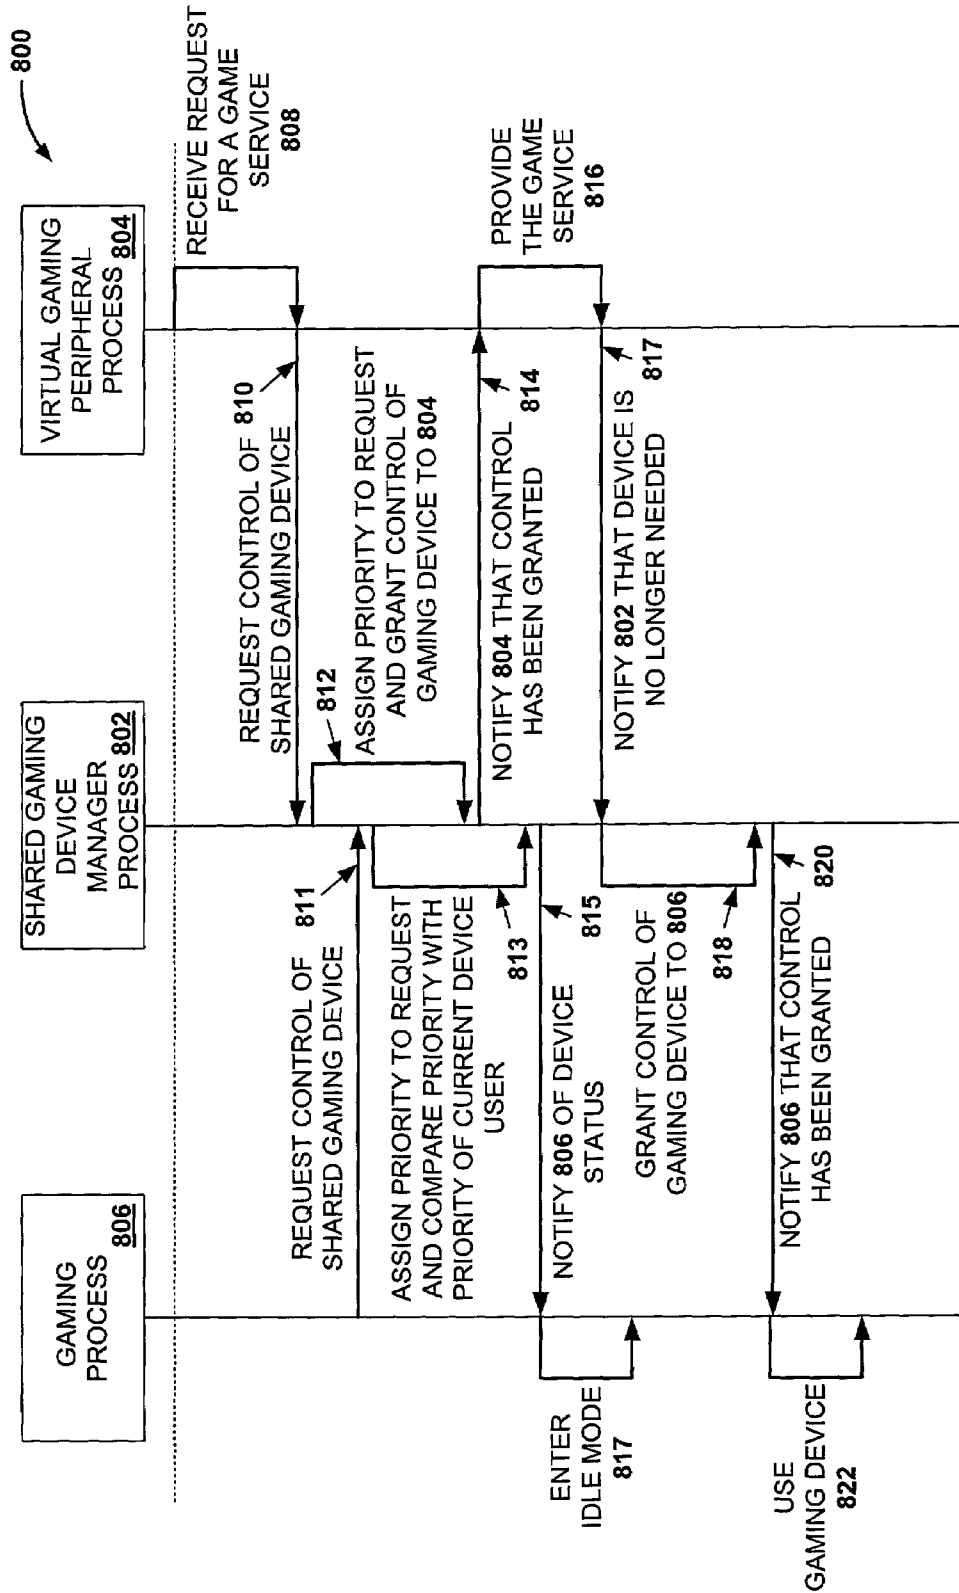 800
GAMING
PROCESS 806
SHARED GAMING
DEVICE
MANAGER
PROCESS 802
VIRTUAL GAMING
PERIPHERAL
PROCESS 804
RECEIVE REQUEST
FOR A GAME
SERVICE
808
REQUEST CONTROL OF 810
SHARED GAMING DEVICE
REQUEST CONTROL OF 811
SHARED GAMING DEVICE
812
ASSIGN PRIORITY TO REQUEST
AND GRANT CONTROL OF
GAMING DEVICE TO 804
ASSIGN PRIORITY TO REQUEST
AND COMPARE PRIORITY WITH
PRIORITY OF CURRENT DEVICE
USER
813
NOTIFY 804 THAT CONTROL
HAS BEEN GRANTED
814
PROVIDE
THE GAME
SERVICE
816
NOTIFY 806 OF DEVICE
STATUS
815
ENTER
IDLE MODE
817
NOTIFY 802 THAT DEVICE IS
NO LONGER NEEDED
817
GRANT CONTROL OF
GAMING DEVICE TO 806
818
NOTIFY 806 THAT CONTROL
HAS BEEN GRANTED
820
USE
GAMING DEVICE
822